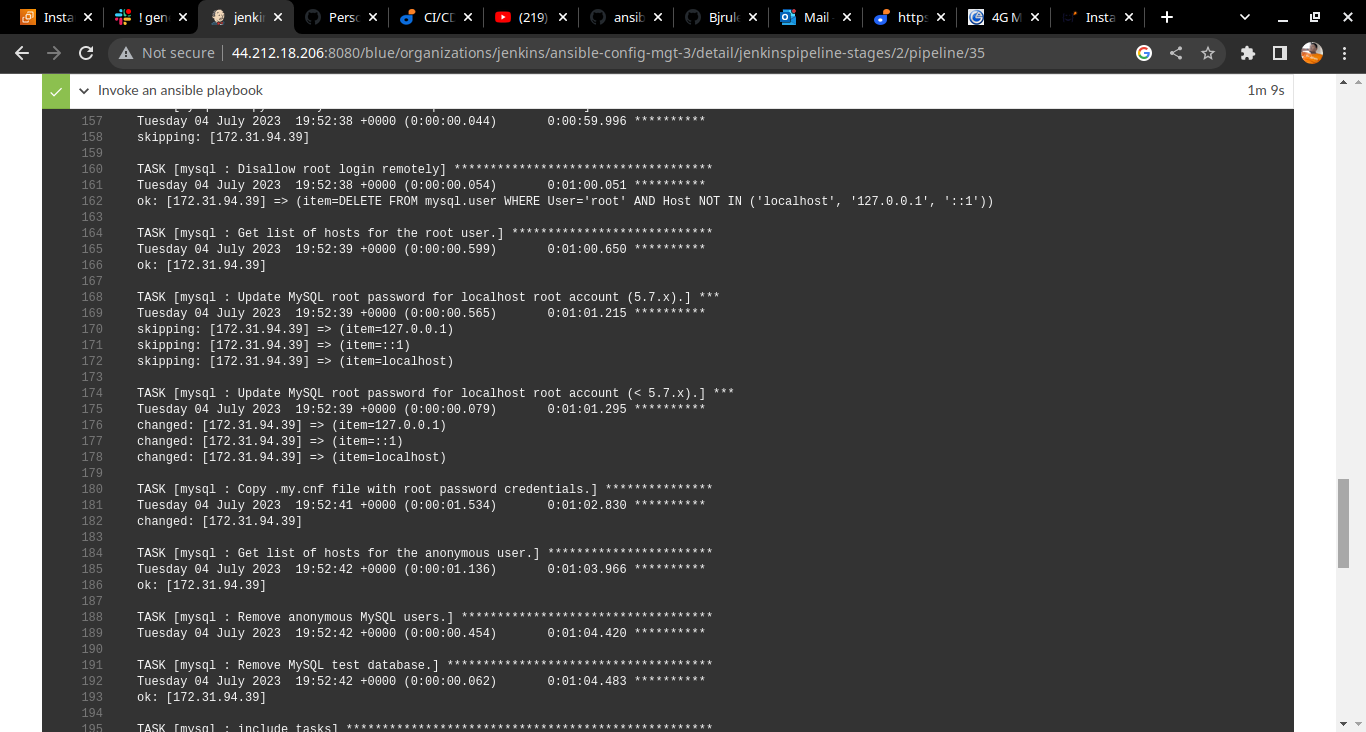 Insta
! gene
jenkin
Perso
CI/CD
(219)
ansib
Bjrule
Mail -
https
4G M
Insta
Not secure
44.212.18.206:8080/blue/organizations/jenkins/ansible-config-mgt-3/detail/jenkinspipeline-stages/2/pipeline/35
Invoke an ansible playbook 1m 9s
157 Tuesday 04 July 2023  19:52:38 +0000 (0:00:00.044)       0:00:59.996 **********
158 skipping: [172.31.94.39]
159
160 TASK [mysql : Disallow root login remotely] ************************************
161 Tuesday 04 July 2023  19:52:38 +0000 (0:00:00.054)       0:01:00.051 **********
162 ok: [172.31.94.39] => (item=DELETE FROM mysql.user WHERE User='root' AND Host NOT IN ('localhost', '127.0.0.1', '::1'))
163
164 TASK [mysql : Get list of hosts for the root user.] ****************************
165 Tuesday 04 July 2023  19:52:39 +0000 (0:00:00.599)       0:01:00.650 **********
166 ok: [172.31.94.39]
167
168 TASK [mysql : Update MySQL root password for localhost root account (5.7.x).] ***
169 Tuesday 04 July 2023  19:52:39 +0000 (0:00:00.565)       0:01:01.215 **********
170 skipping: [172.31.94.39] => (item=127.0.0.1)
171 skipping: [172.31.94.39] => (item=::1)
172 skipping: [172.31.94.39] => (item=localhost)
173
174 TASK [mysql : Update MySQL root password for localhost root account (< 5.7.x).] ***
175 Tuesday 04 July 2023  19:52:39 +0000 (0:00:00.079)       0:01:01.295 **********
176 changed: [172.31.94.39] => (item=127.0.0.1)
177 changed: [172.31.94.39] => (item=::1)
178 changed: [172.31.94.39] => (item=localhost)
179
180 TASK [mysql : Copy .my.cnf file with root password credentials.] ***************
181 Tuesday 04 July 2023  19:52:41 +0000 (0:00:01.534)       0:01:02.830 **********
182 changed: [172.31.94.39]
183
184 TASK [mysql : Get list of hosts for the anonymous user.] ***********************
185 Tuesday 04 July 2023  19:52:42 +0000 (0:00:01.136)       0:01:03.966 **********
186 ok: [172.31.94.39]
187
188 TASK [mysql : Remove anonymous MySQL users.] ***********************************
189 Tuesday 04 July 2023  19:52:42 +0000 (0:00:00.454)       0:01:04.420 **********
190
191 TASK [mysql : Remove MySQL test database.] *************************************
192 Tuesday 04 July 2023  19:52:42 +0000 (0:00:00.062)       0:01:04.483 **********
193 ok: [172.31.94.39]
194
195 TASK [mysql : include_tasks] ***************************************************